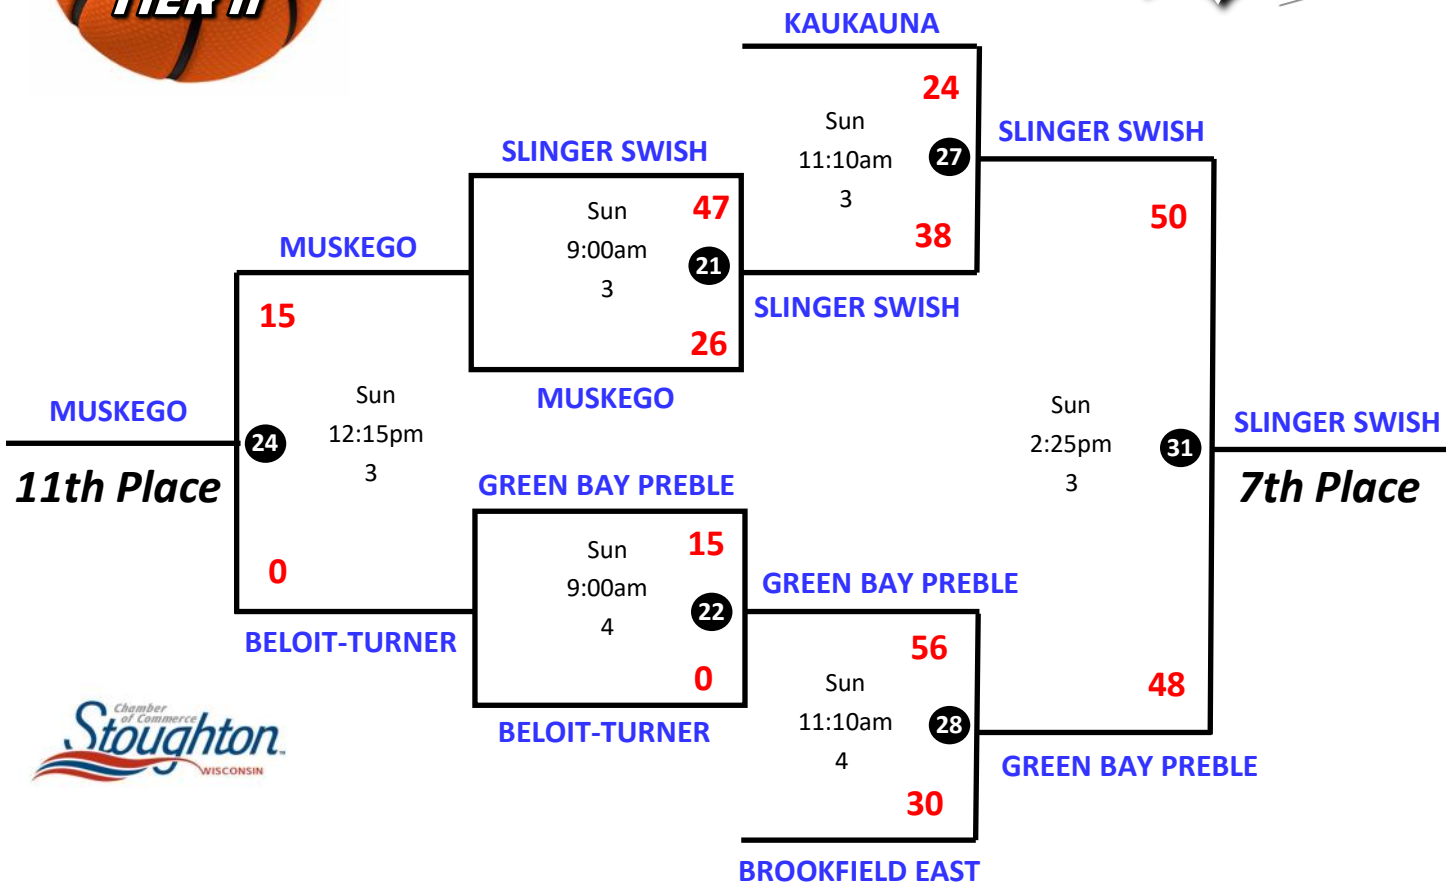 TIER II
KAUKAUNA
24
Sun
11:10am
3
27
38
SLINGER SWISH
SLINGER SWISH
47
Sun
9:00am
3
21
26
MUSKEGO
SLINGER SWISH
50
MUSKEGO
15
Sun
12:15pm
3
24
0
MUSKEGO
11th Place
BELOIT-TURNER
GREEN BAY PREBLE
15
Sun
9:00am
4
22
0
BELOIT-TURNER
GREEN BAY PREBLE
56
Sun
11:10am
4
28
30
BROOKFIELD EAST
Sun
2:25pm
3
31
48
GREEN BAY PREBLE
SLINGER SWISH
7th Place
Chamber
of Commerce
Stoughton
WISCONSIN